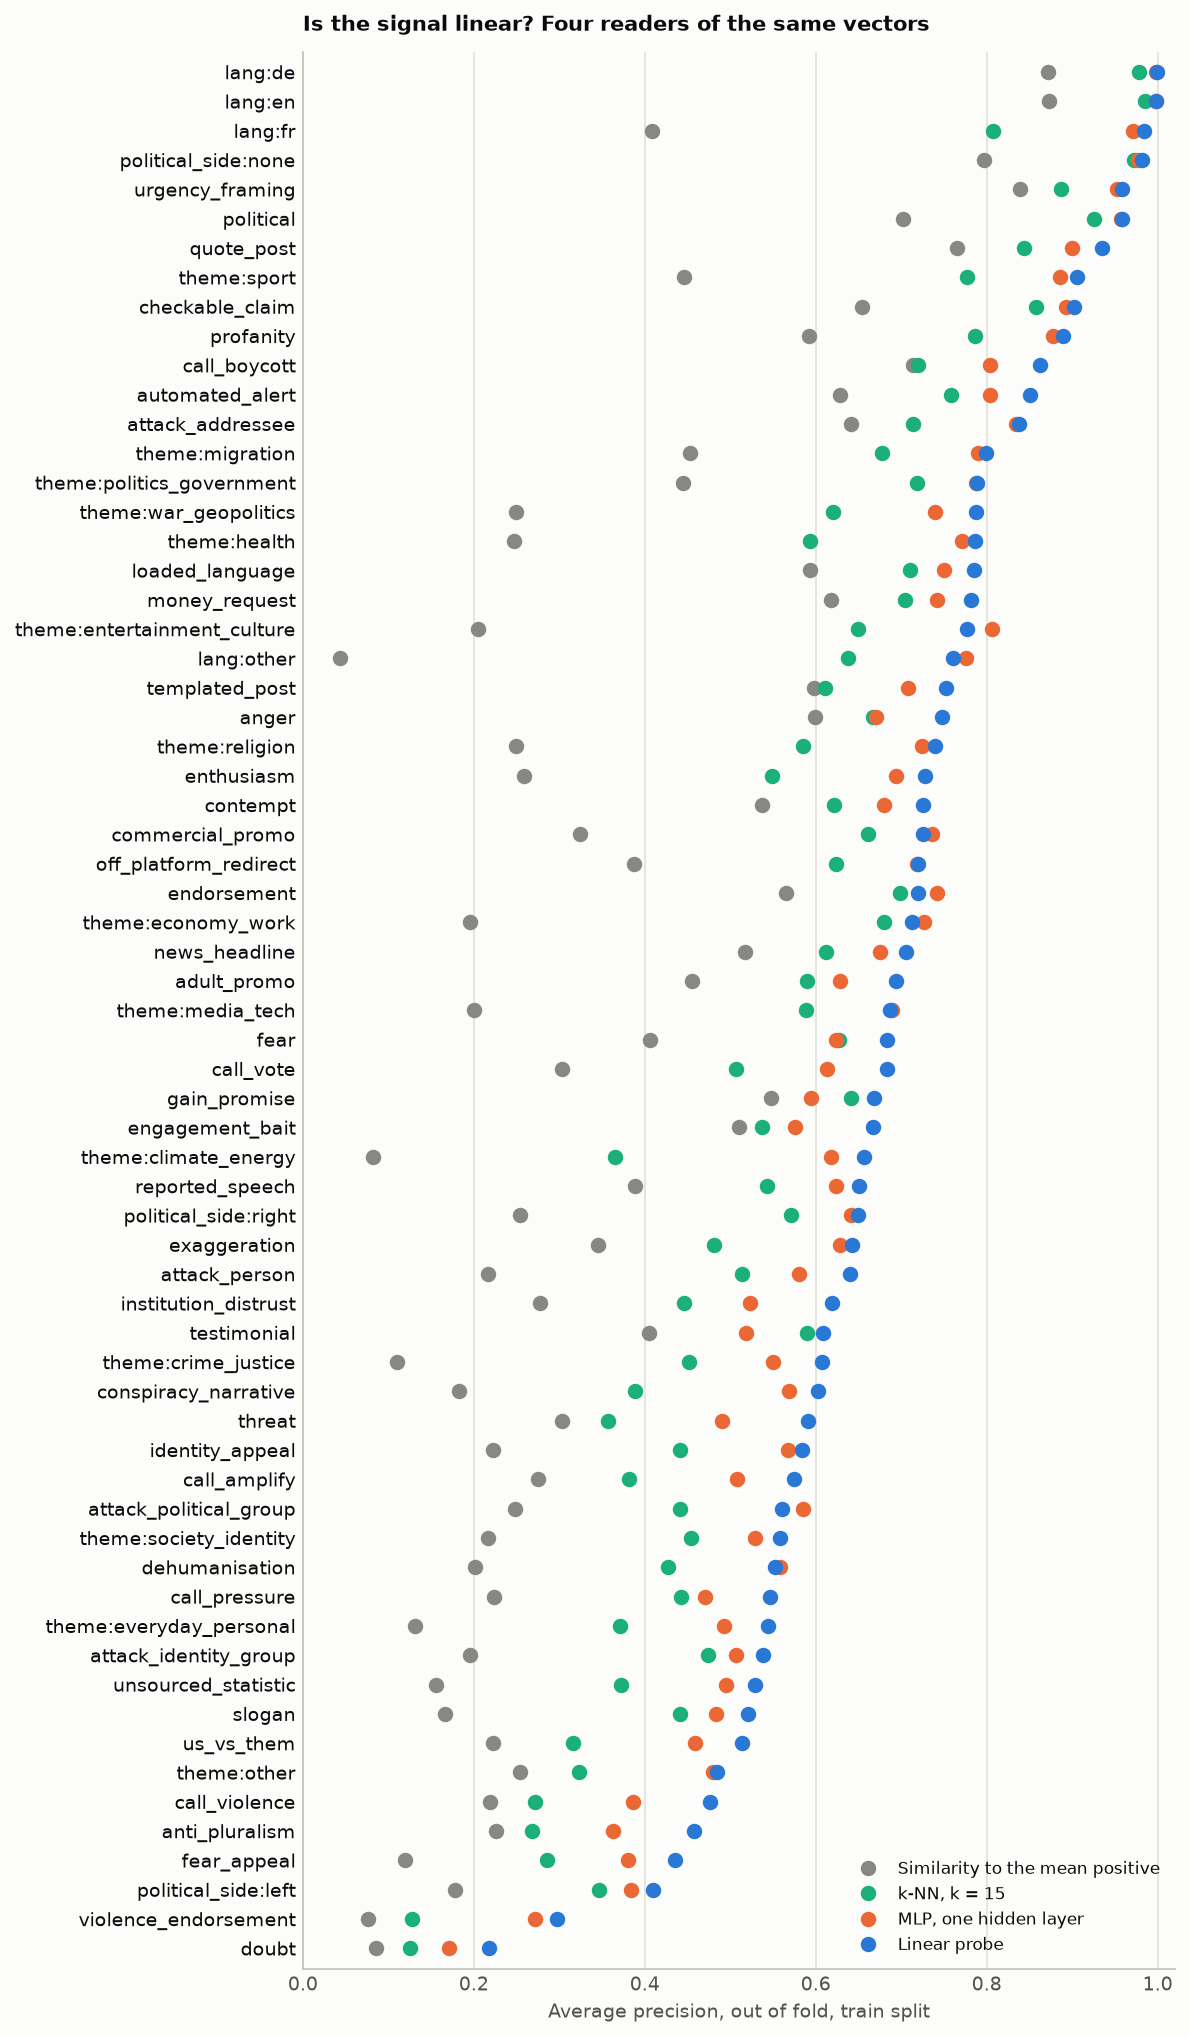 Is the signal linear? Four readers of the same vectors
lang:de
lang:en
lang:fr
political_side:none
urgency_framing
political
quote_post
theme:sport
checkable_claim
profanity
call_boycott
automated_alert
attack_addressee
theme:migration
theme:politics_government
theme:war_geopolitics
theme:health
loaded_language
money_request
theme:entertainment_culture
lang:other
templated_post
anger
theme:religion
enthusiasm
contempt
commercial_promo
off_platform_redirect
endorsement
theme:economy_work
news_headline
adult_promo
theme:media_tech
fear
call_vote
gain_promise
engagement_bait
theme:climate_energy
reported_speech
political_side:right
exaggeration
attack_person
institution_distrust
testimonial
theme:crime_justice
conspiracy_narrative
threat
identity_appeal
call_amplify
attack_political_group
theme:society_identity
dehumanisation
call_pressure
theme:everyday_personal
attack_identity_group
unsourced_statistic
slogan
us_vs_them
theme:other
call_violence
anti_pluralism
fear_appeal
political_side:left
violence_endorsement
doubt
Similarity to the mean positive
k-NN, k = 15
MLP, one hidden layer
Linear probe
0.0 0.2 0.4 0.6 0.8 1.0
Average precision, out of fold, train split